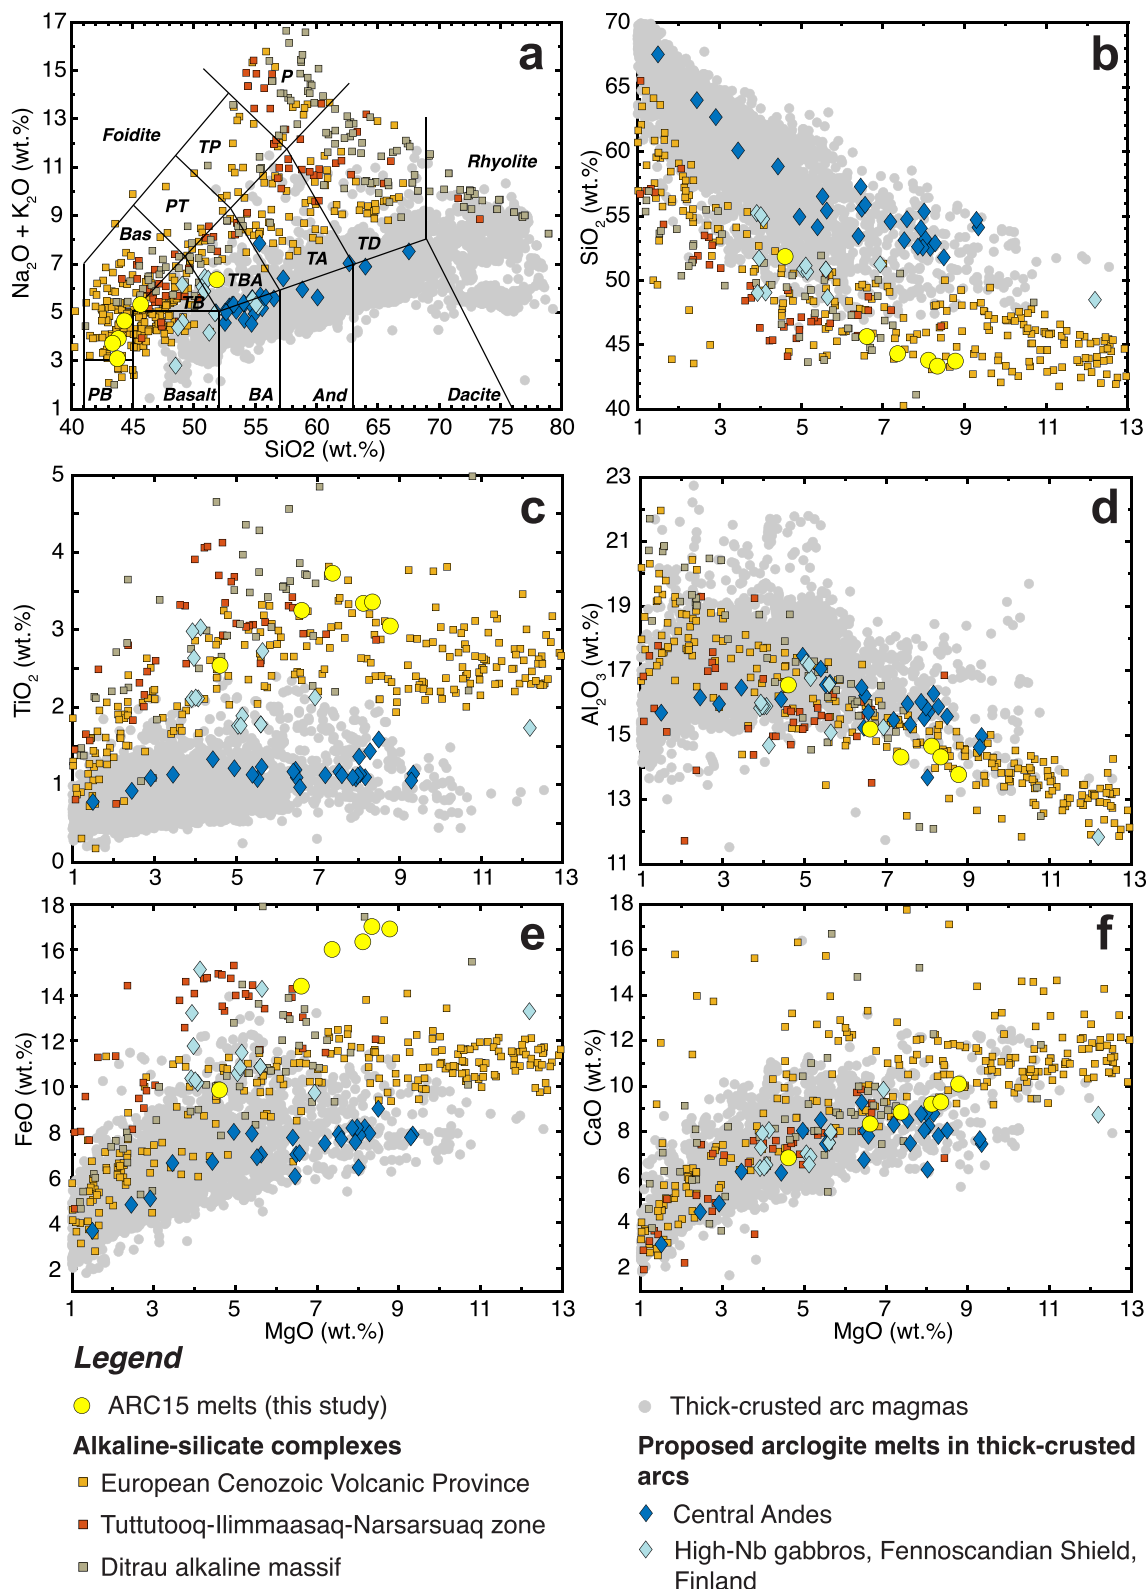 17
15
13
11
9
7
5
3
1
Na2O + K2O (wt.%)
a
P
Foidite
TP
Rhyolite
PT
Bas
TD
TA
TBA
TB
PB
Basalt
BA
And
Dacite
40
45
50
55
60
65
70
75
80
SiO2 (wt.%)
70
65
60
55
50
45
40
SiO2 (wt.%)
b
1
3
5
7
9
11
13
5
4
3
2
1
0
TiO2 (wt.%)
c
1
3
5
7
9
11
13
23
21
19
17
15
13
11
Al2O3 (wt.%)
d
1
3
5
7
9
11
13
18
16
14
12
10
8
6
4
2
FeO (wt.%)
e
1
3
5
7
9
11
13
MgO (wt.%)
18
16
14
12
10
8
6
4
2
CaO (wt.%)
f
1
3
5
7
9
11
13
MgO (wt.%)
Legend
ARC15 melts (this study)
Alkaline-silicate complexes
European Cenozoic Volcanic Province
Tuttutooq-Ilimmaasaq-Narsarsuaq zone
Ditrau alkaline massif
Thick-crusted arc magmas
Proposed arclogite melts in thick-crusted
arcs
Central Andes
High-Nb gabbros, Fennoscandian Shield,
Finland